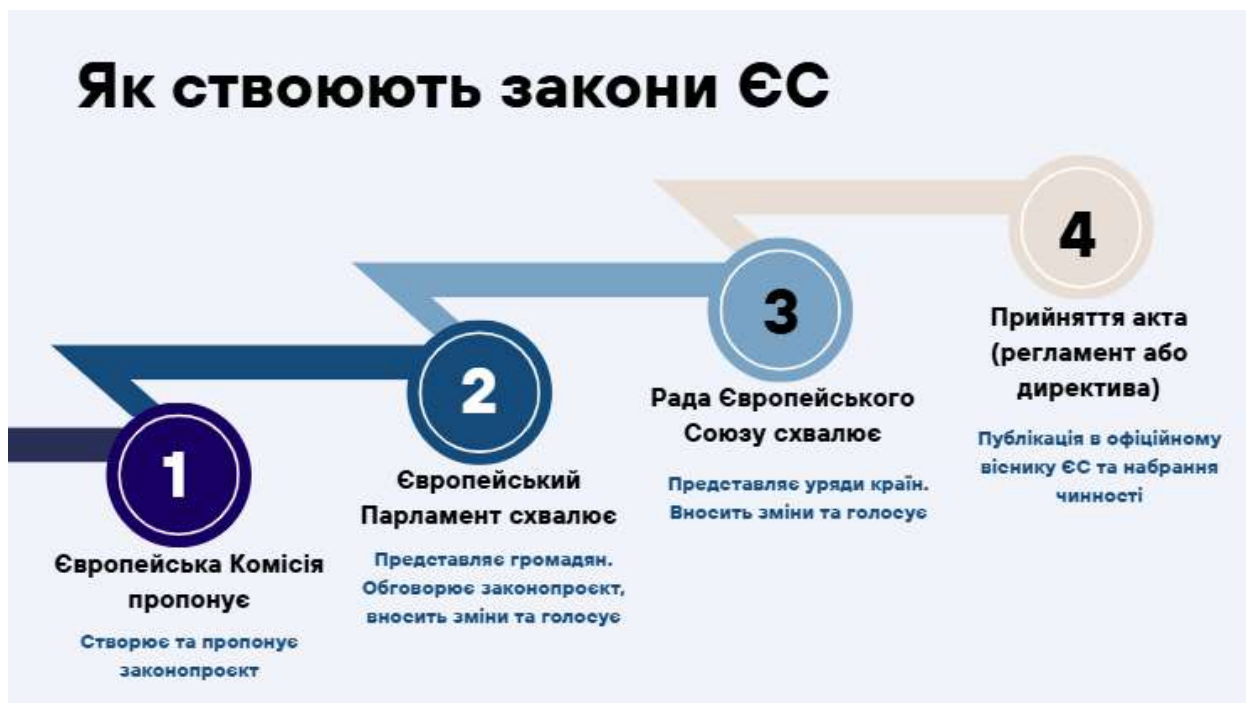 Як ствоюють закони ЄС
1
Європейська Комісія
пропонує
Створює та пропонує
законопроєкт
2
Європейський
Парламент схвалює
Представляє громадян.
Обговорює законопроєкт,
вносить зміни та голосує
3
Рада Європейського
Союзу схвалює
Представляє уряди країн.
Вносить зміни та голосує
4
Прийняття акта
(регламент або
директива)
Публікація в офіційному
віснику ЄС та набрання
чинності